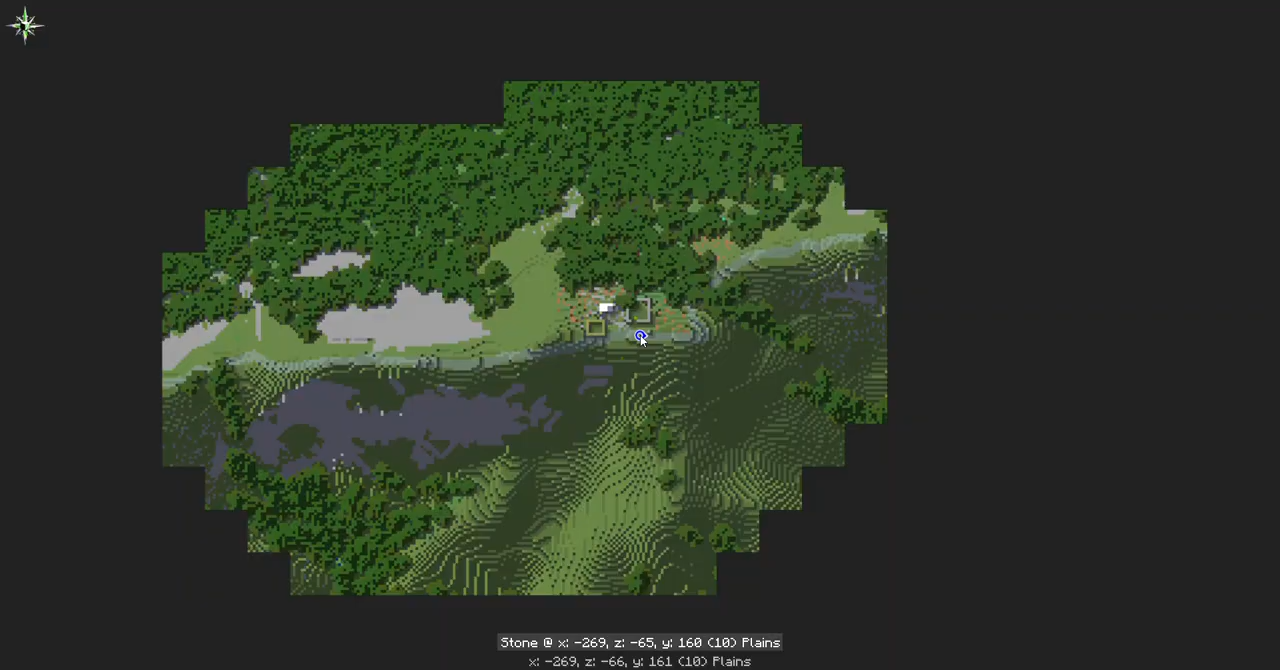 Stone @ x: -269, z: -65, y: 160 (10) Plains
x: -269, z: -66, y: 161 (10) Plains